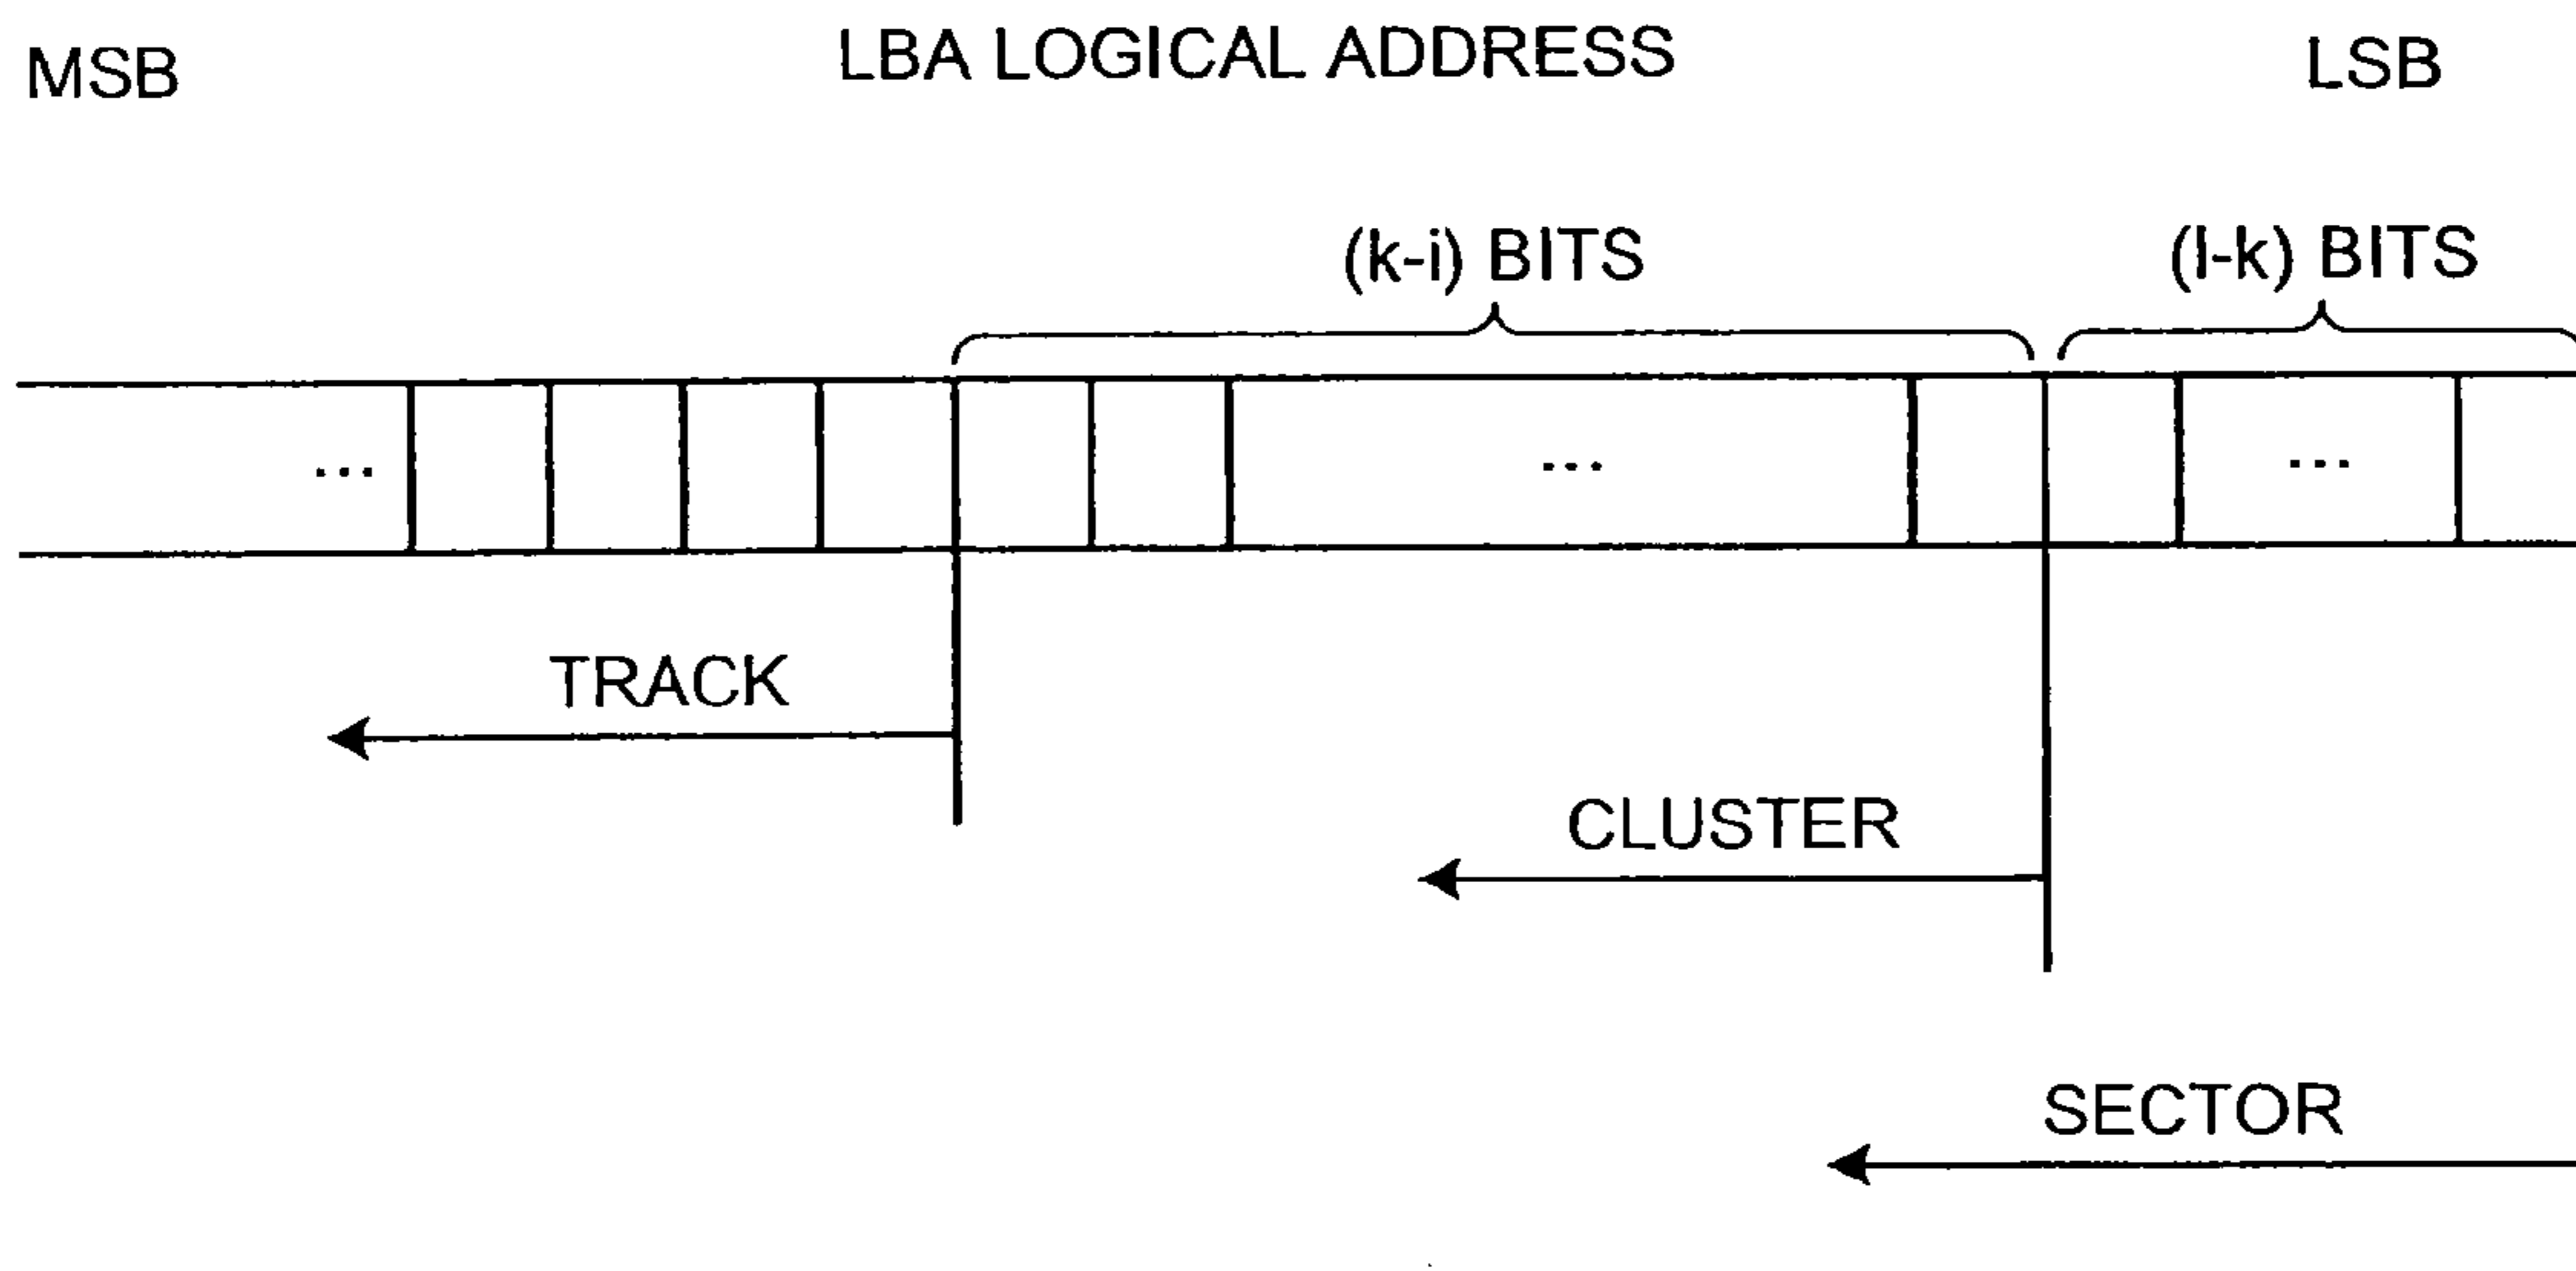 MSB LBA LOGICAL ADDRESS LSB
(k-i) BITS (l-k) BITS
... ... ...
TRACK
CLUSTER
SECTOR